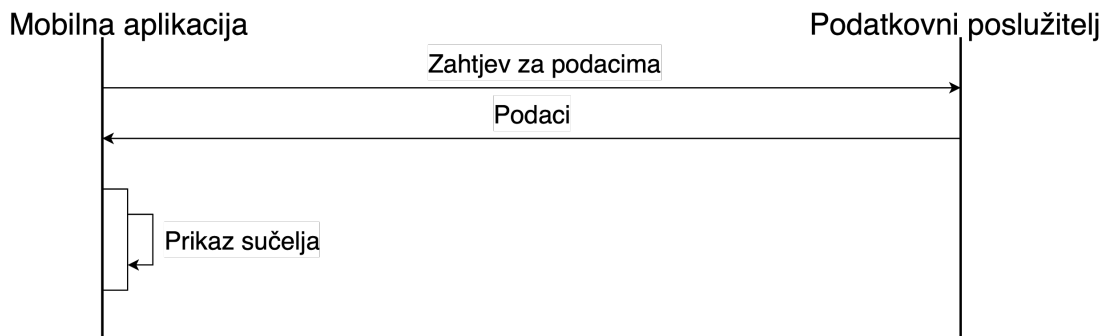 Mobilna aplikacija
Podatkovni poslužitelj
Zahtjev za podacima
Podaci
Prikaz sučelja